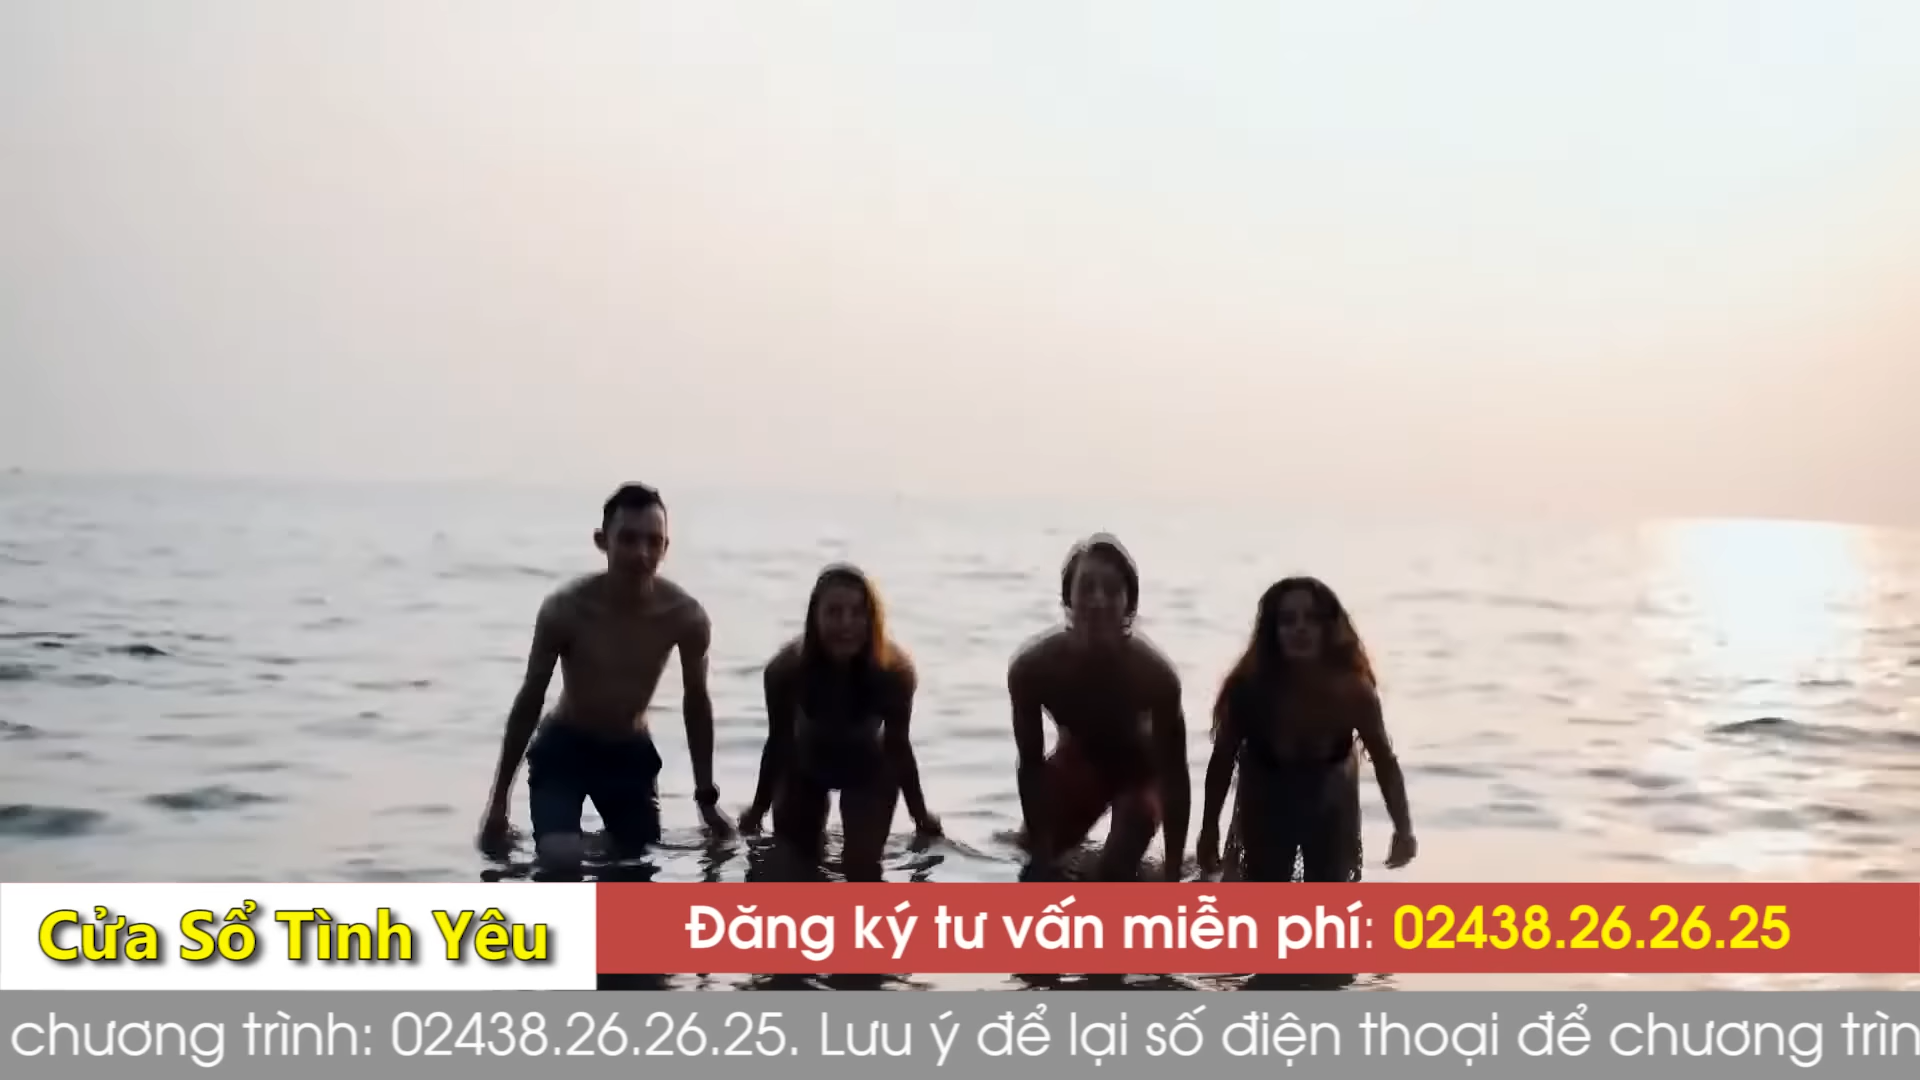 Cửa Sổ Tình Yêu
Đăng ký tư vấn miễn phí: 02438.26.26.25
chương trình: 02438.26.26.25. Lưu ý để lại số điện thoại để chương